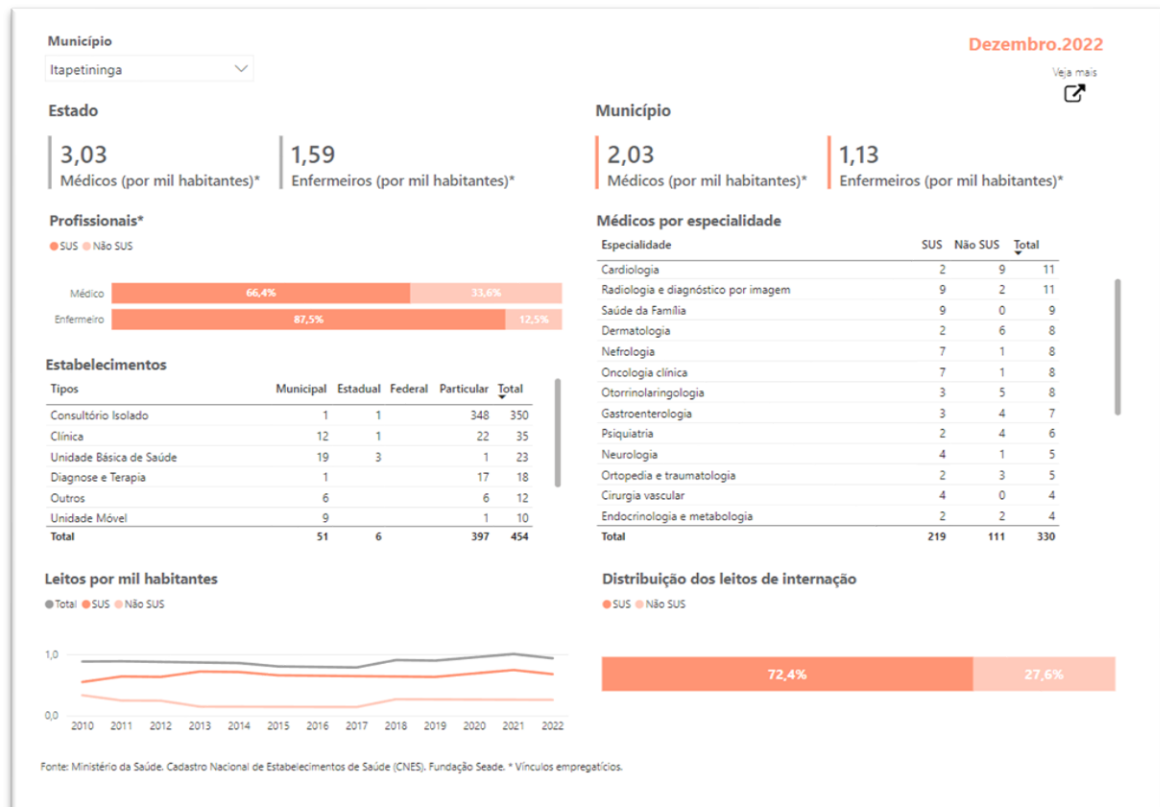 Município
Itapetininga
Dezembro.2022
Veja mais
Estado
3,03
Médicos (por mil habitantes)*
1,59
Enfermeiros (por mil habitantes)*
Município
2,03
Médicos (por mil habitantes)*
1,13
Enfermeiros (por mil habitantes)*
Profissionais*
SUS Não SUS
Médico 66,4% 33,6%
Enfermeiro 87,5% 12,5%
Estabelecimentos
Tipos Municipal Estadual Federal Particular Total
Consultório Isolado 1 1 348 350
Clínica 12 1 22 35
Unidade Básica de Saúde 19 3 1 23
Diagnose e Terapia 1 17 18
Outros 6 6 12
Unidade Móvel 9 1 10
Total 51 6 397 454
Médicos por especialidade
Especialidade SUS Não SUS Total
Cardiologia 2 9 11
Radiologia e diagnóstico por imagem 9 2 11
Saúde da Família 9 0 9
Dermatologia 2 6 8
Nefrologia 7 1 8
Oncologia clínica 7 1 8
Otorrinolaringologia 3 5 8
Gastroenterologia 3 4 7
Psiquiatria 2 4 6
Neurologia 4 1 5
Ortopedia e traumatologia 2 3 5
Cirurgia vascular 4 0 4
Endocrinologia e metabologia 2 2 4
Total 219 111 330
Leitos por mil habitantes
Total SUS Não SUS
1,0
0,0
2010 2011 2012 2013 2014 2015 2016 2017 2018 2019 2020 2021 2022
Distribuição dos leitos de internação
SUS Não SUS
72,4% 27,6%
Fonte: Ministério da Saúde. Cadastro Nacional de Estabelecimentos de Saúde (CNES). Fundação Seade. * Vínculos empregatícios.